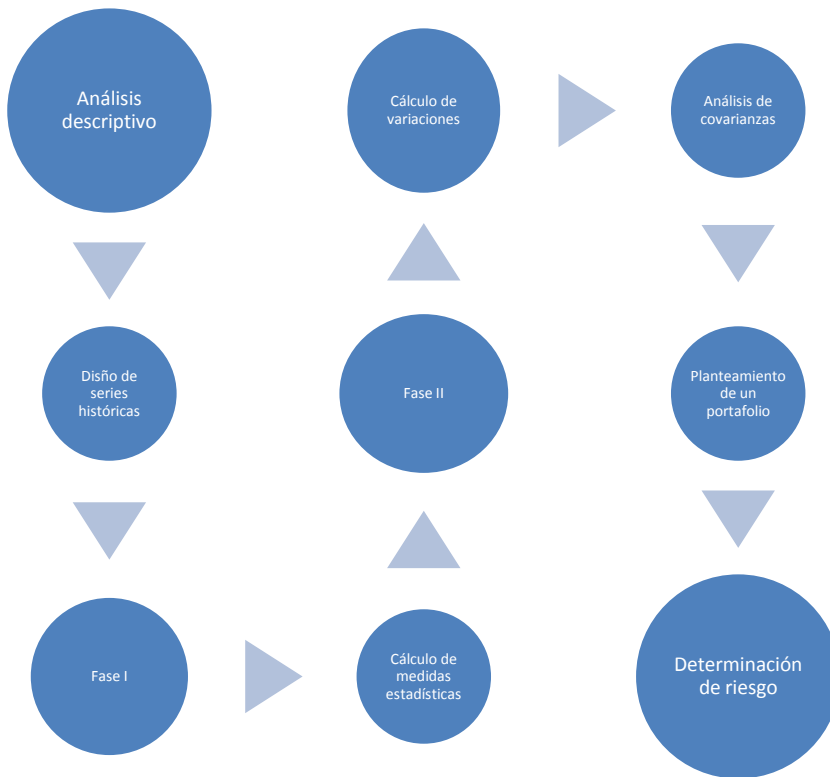 Análisis
descriptivo
Disño de
series
históricas
Fase I
Cálculo de
medidas
estadísticas
Fase II
Cálculo de
variaciones
Análisis de
covarianzas
Planteamiento
de un
portafolio
Determinación
de riesgo